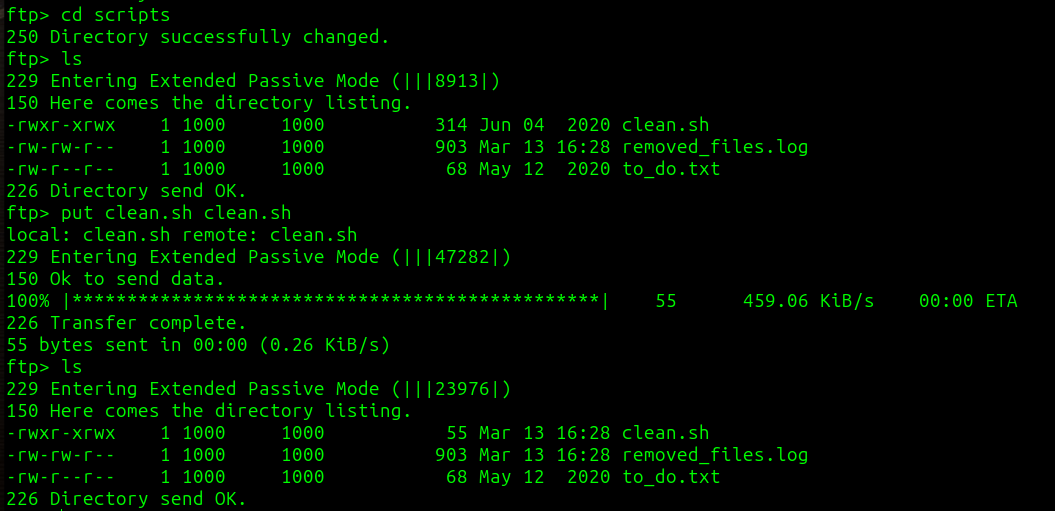 ftp> cd scripts
250 Directory successfully changed.
ftp> ls
229 Entering Extended Passive Mode (|||8913|)
150 Here comes the directory listing.
-rwxr-xrwx    1 1000     1000          314 Jun 04  2020 clean.sh
-rw-rw-r--    1 1000     1000          903 Mar 13 16:28 removed_files.log
-rw-r--r--    1 1000     1000           68 May 12  2020 to_do.txt
226 Directory send OK.
ftp> put clean.sh clean.sh
local: clean.sh remote: clean.sh
229 Entering Extended Passive Mode (|||47282|)
150 Ok to send data.
100% |************************************************|    55      459.06 KiB/s    00:00 ETA
226 Transfer complete.
55 bytes sent in 00:00 (0.26 KiB/s)
ftp> ls
229 Entering Extended Passive Mode (|||23976|)
150 Here comes the directory listing.
-rwxr-xrwx    1 1000     1000           55 Mar 13 16:28 clean.sh
-rw-rw-r--    1 1000     1000          903 Mar 13 16:28 removed_files.log
-rw-r--r--    1 1000     1000           68 May 12  2020 to_do.txt
226 Directory send OK.